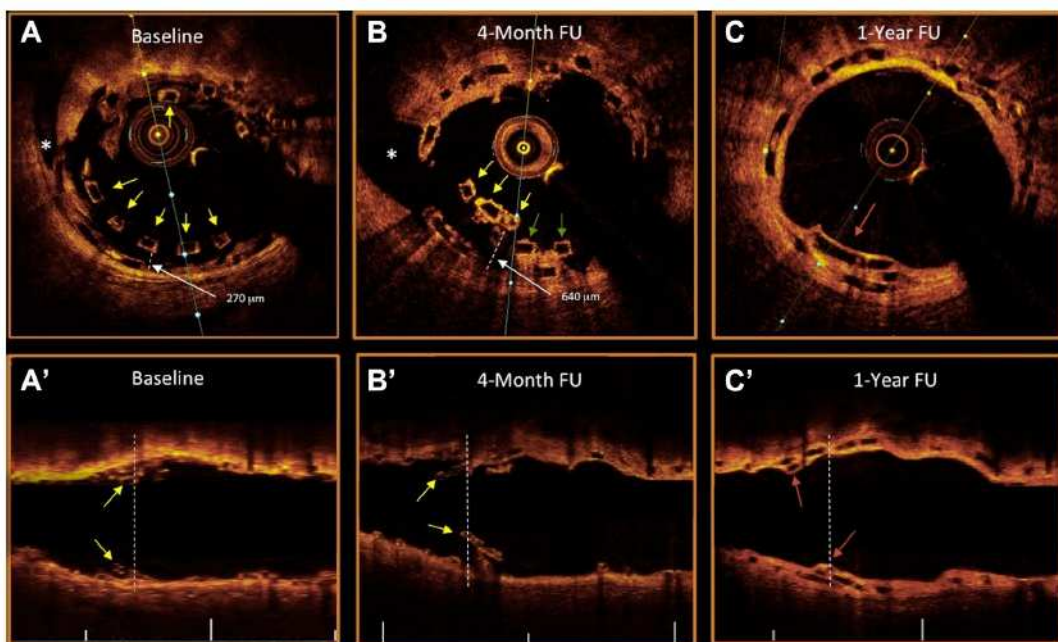 A
Baseline
*
270 µm
B
4-Month FU
*
640 µm
C
1-Year FU
A'
Baseline
B'
4-Month FU
C'
1-Year FU